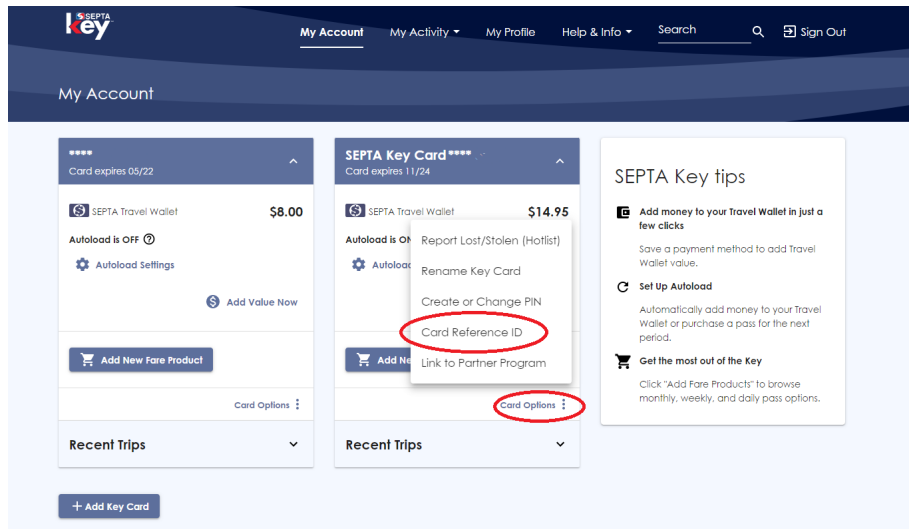 SEPTA
key
My Account
My Activity
My Profile
Help & Info
Search
Sign Out
My Account
****
Card expires 05/22
SEPTA Travel Wallet
$8.00
Autoload is OFF
Autoload Settings
Add Value Now
Add New Fare Product
Card Options
Recent Trips
+ Add Key Card
SEPTA Key Card ****
Card expires 11/24
SEPTA Travel Wallet
$14.95
Autoload is
Report Lost/Stolen (Hotlist)
Rename Key Card
Create or Change PIN
Card Reference ID
Link to Partner Program
Card Options
Recent Trips
SEPTA Key tips
Add money to your Travel Wallet in just a
few clicks
Save a payment method to add Travel
Wallet value.
Set Up Autoload
Automatically add money to your Travel
Wallet or purchase a pass for the next
period.
Get the most out of the Key
Click "Add Fare Products" to browse
monthly, weekly, and daily pass options.